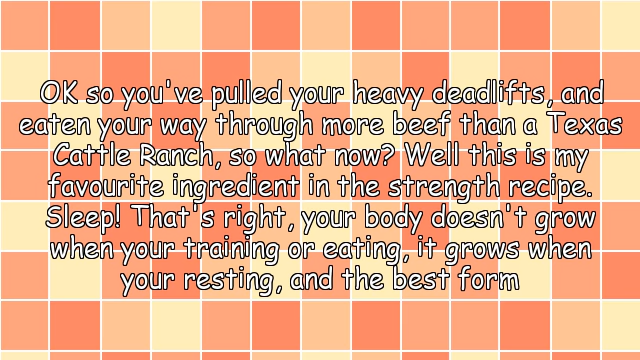 OK so you've pulled your heavy deadlifts, and
eaten your way through more beef than a Texas
Cattle Ranch, so what now? Well this is my
favourite ingredient in the strength recipe.
Sleep! That's right, your body doesn't grow
when your training or eating, it grows when
your resting, and the best form